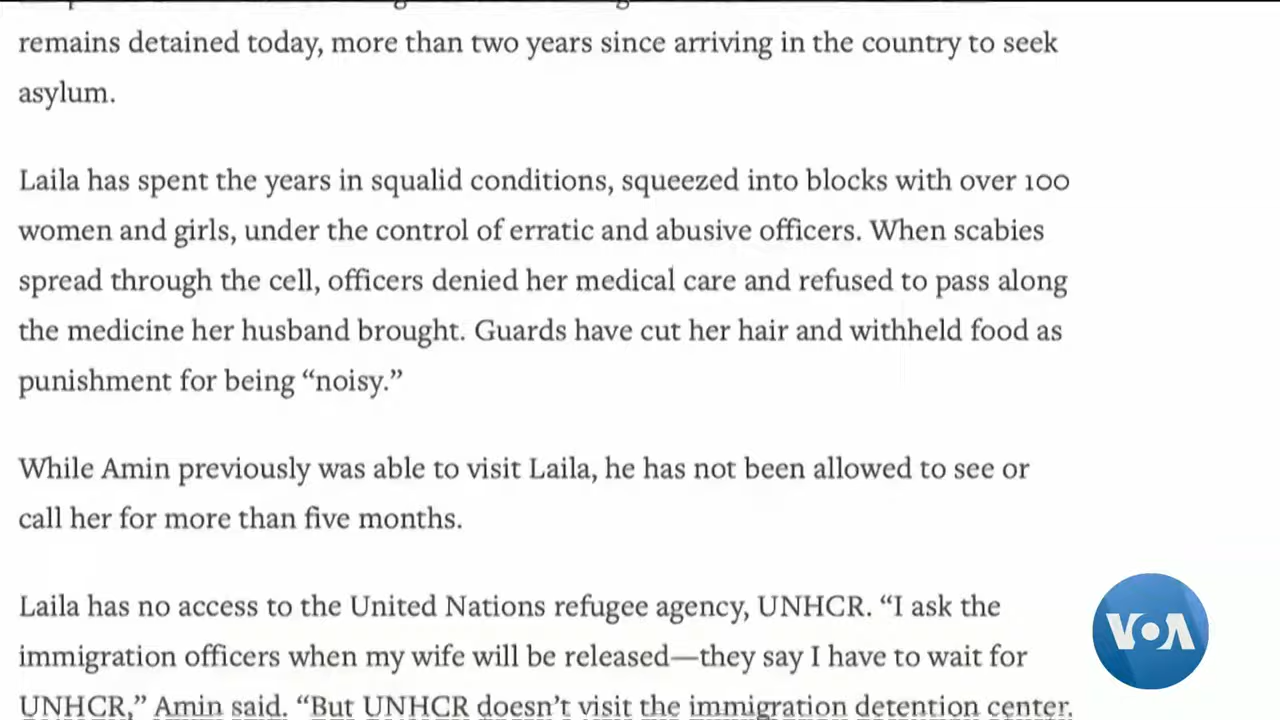 remains detained today, more than two years since arriving in the country to seek
asylum.
Laila has spent the years in squalid conditions, squeezed into blocks with over 100
women and girls, under the control of erratic and abusive officers. When scabies
spread through the cell, officers denied her medical care and refused to pass along
the medicine her husband brought. Guards have cut her hair and withheld food as
punishment for being “noisy.”
While Amin previously was able to visit Laila, he has not been allowed to see or
call her for more than five months.
Laila has no access to the United Nations refugee agency, UNHCR. “I ask the
immigration officers when my wife will be released—they say I have to wait for
UNHCR,” Amin said. “But UNHCR doesn’t visit the immigration detention center.
VOA